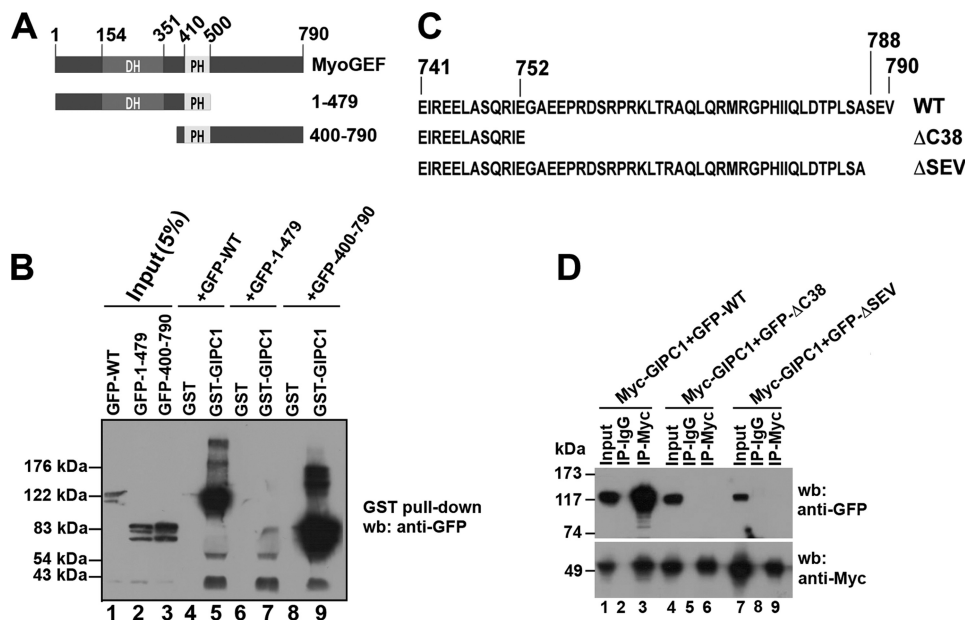 A
1 154 351 410 500 790
DH PH MyoGEF
DH 1-479
PH 400-790
B
Input(5%) +GFP-WT +GFP-1-479 +GFP-400-790
GFP-WT GFP-1-479 GFP-400-790 GST GST-GIPC1 GST GST-GIPC1 GST GST-GIPC1
176 kDa
122 kDa
83 kDa
54 kDa
43 kDa
GST pull-down
wb: anti-GFP
1 2 3 4 5 6 7 8 9
C
788
741 752 790
EIREELASQRIEGAEEPRDSRPRKLTRAQLQRMRGPHIIQLDTPLSASEV WT
EIREELASQRIE ΔC38
EIREELASQRIEGAEEPRDSRPRKLTRAQLQRMRGPHIIQLDTPLSA ΔSEV
D
Myc-GIPC1+GFP-WT Myc-GIPC1+GFP-ΔC38 Myc-GIPC1+GFP-ΔSEV
kDa Input IP-IgG IP-Myc Input IP-IgG IP-Myc Input IP-IgG IP-Myc
173
117
74
wb:
anti-GFP
49
wb:
anti-Myc
1 2 3 4 5 6 7 8 9